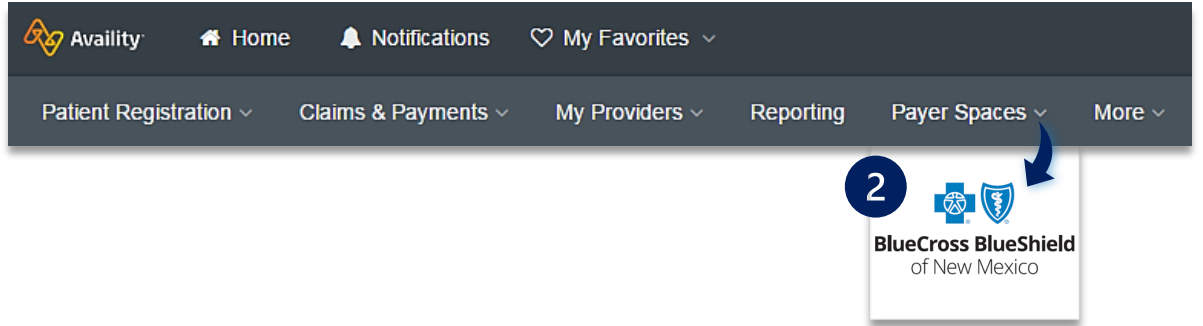 Availity Home Notifications My Favorites
Patient Registration Claims & Payments My Providers Reporting Payer Spaces More
2
BlueCross BlueShield
of New Mexico